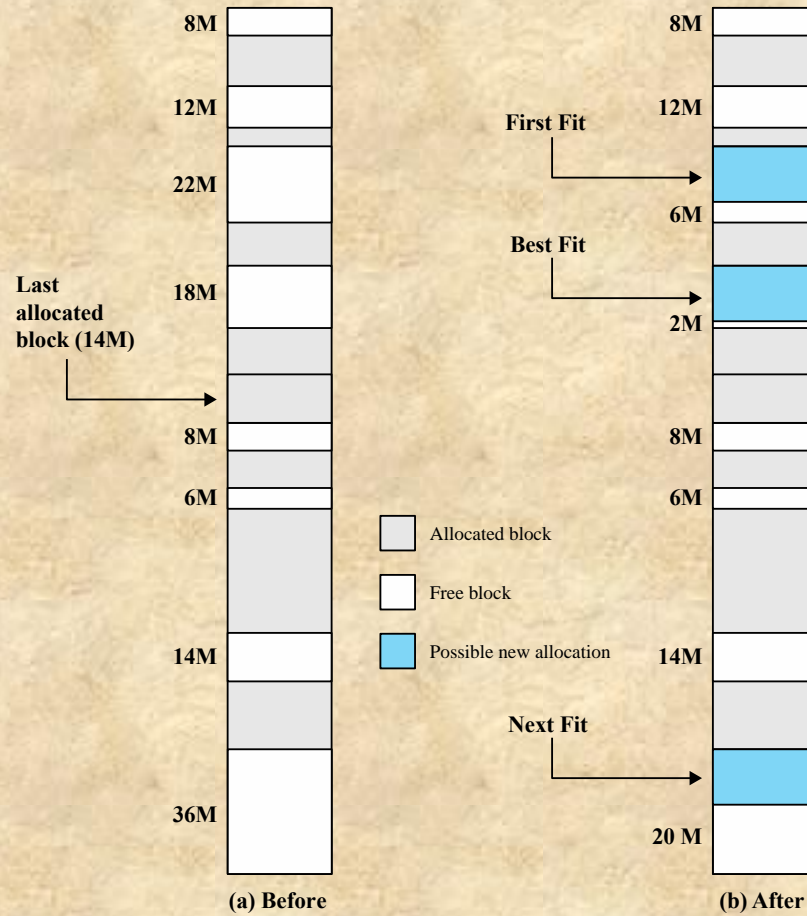 8M
12M
22M
18M
Last
allocated
block (14M)
8M
6M
14M
36M
(a) Before
Allocated block
Free block
Possible new allocation
8M
12M
First Fit
6M
Best Fit
2M
8M
6M
14M
Next Fit
20 M
(b) After